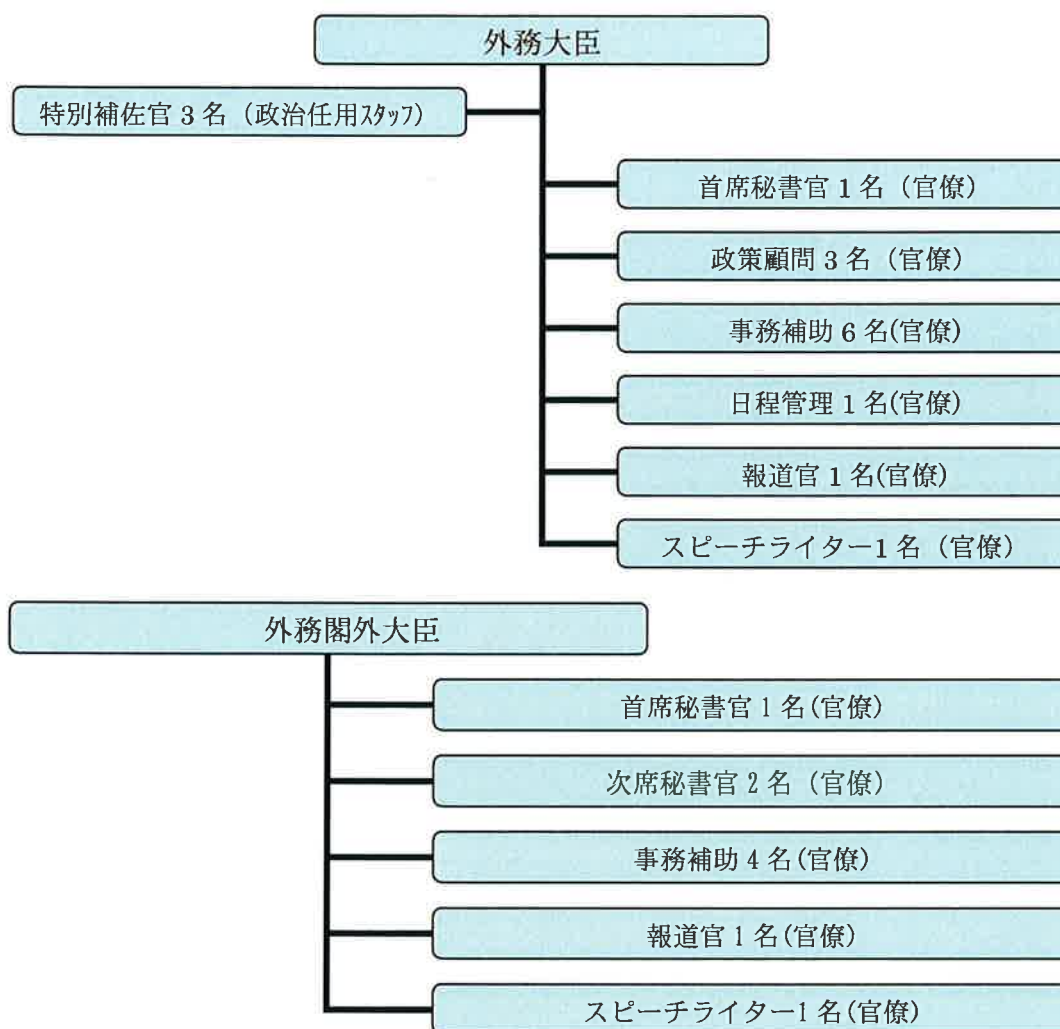 外務大臣
特別補佐官 3 名（政治任用ｽﾀｯﾌ）
首席秘書官 1 名（官僚）
政策顧問 3 名（官僚）
事務補助 6 名(官僚)
日程管理 1 名(官僚)
報道官 1 名(官僚)
スピーチライター1 名（官僚）
外務閣外大臣
首席秘書官 1 名(官僚)
次席秘書官 2 名（官僚）
事務補助 4 名(官僚)
報道官 1 名(官僚)
スピーチライター1 名(官僚)